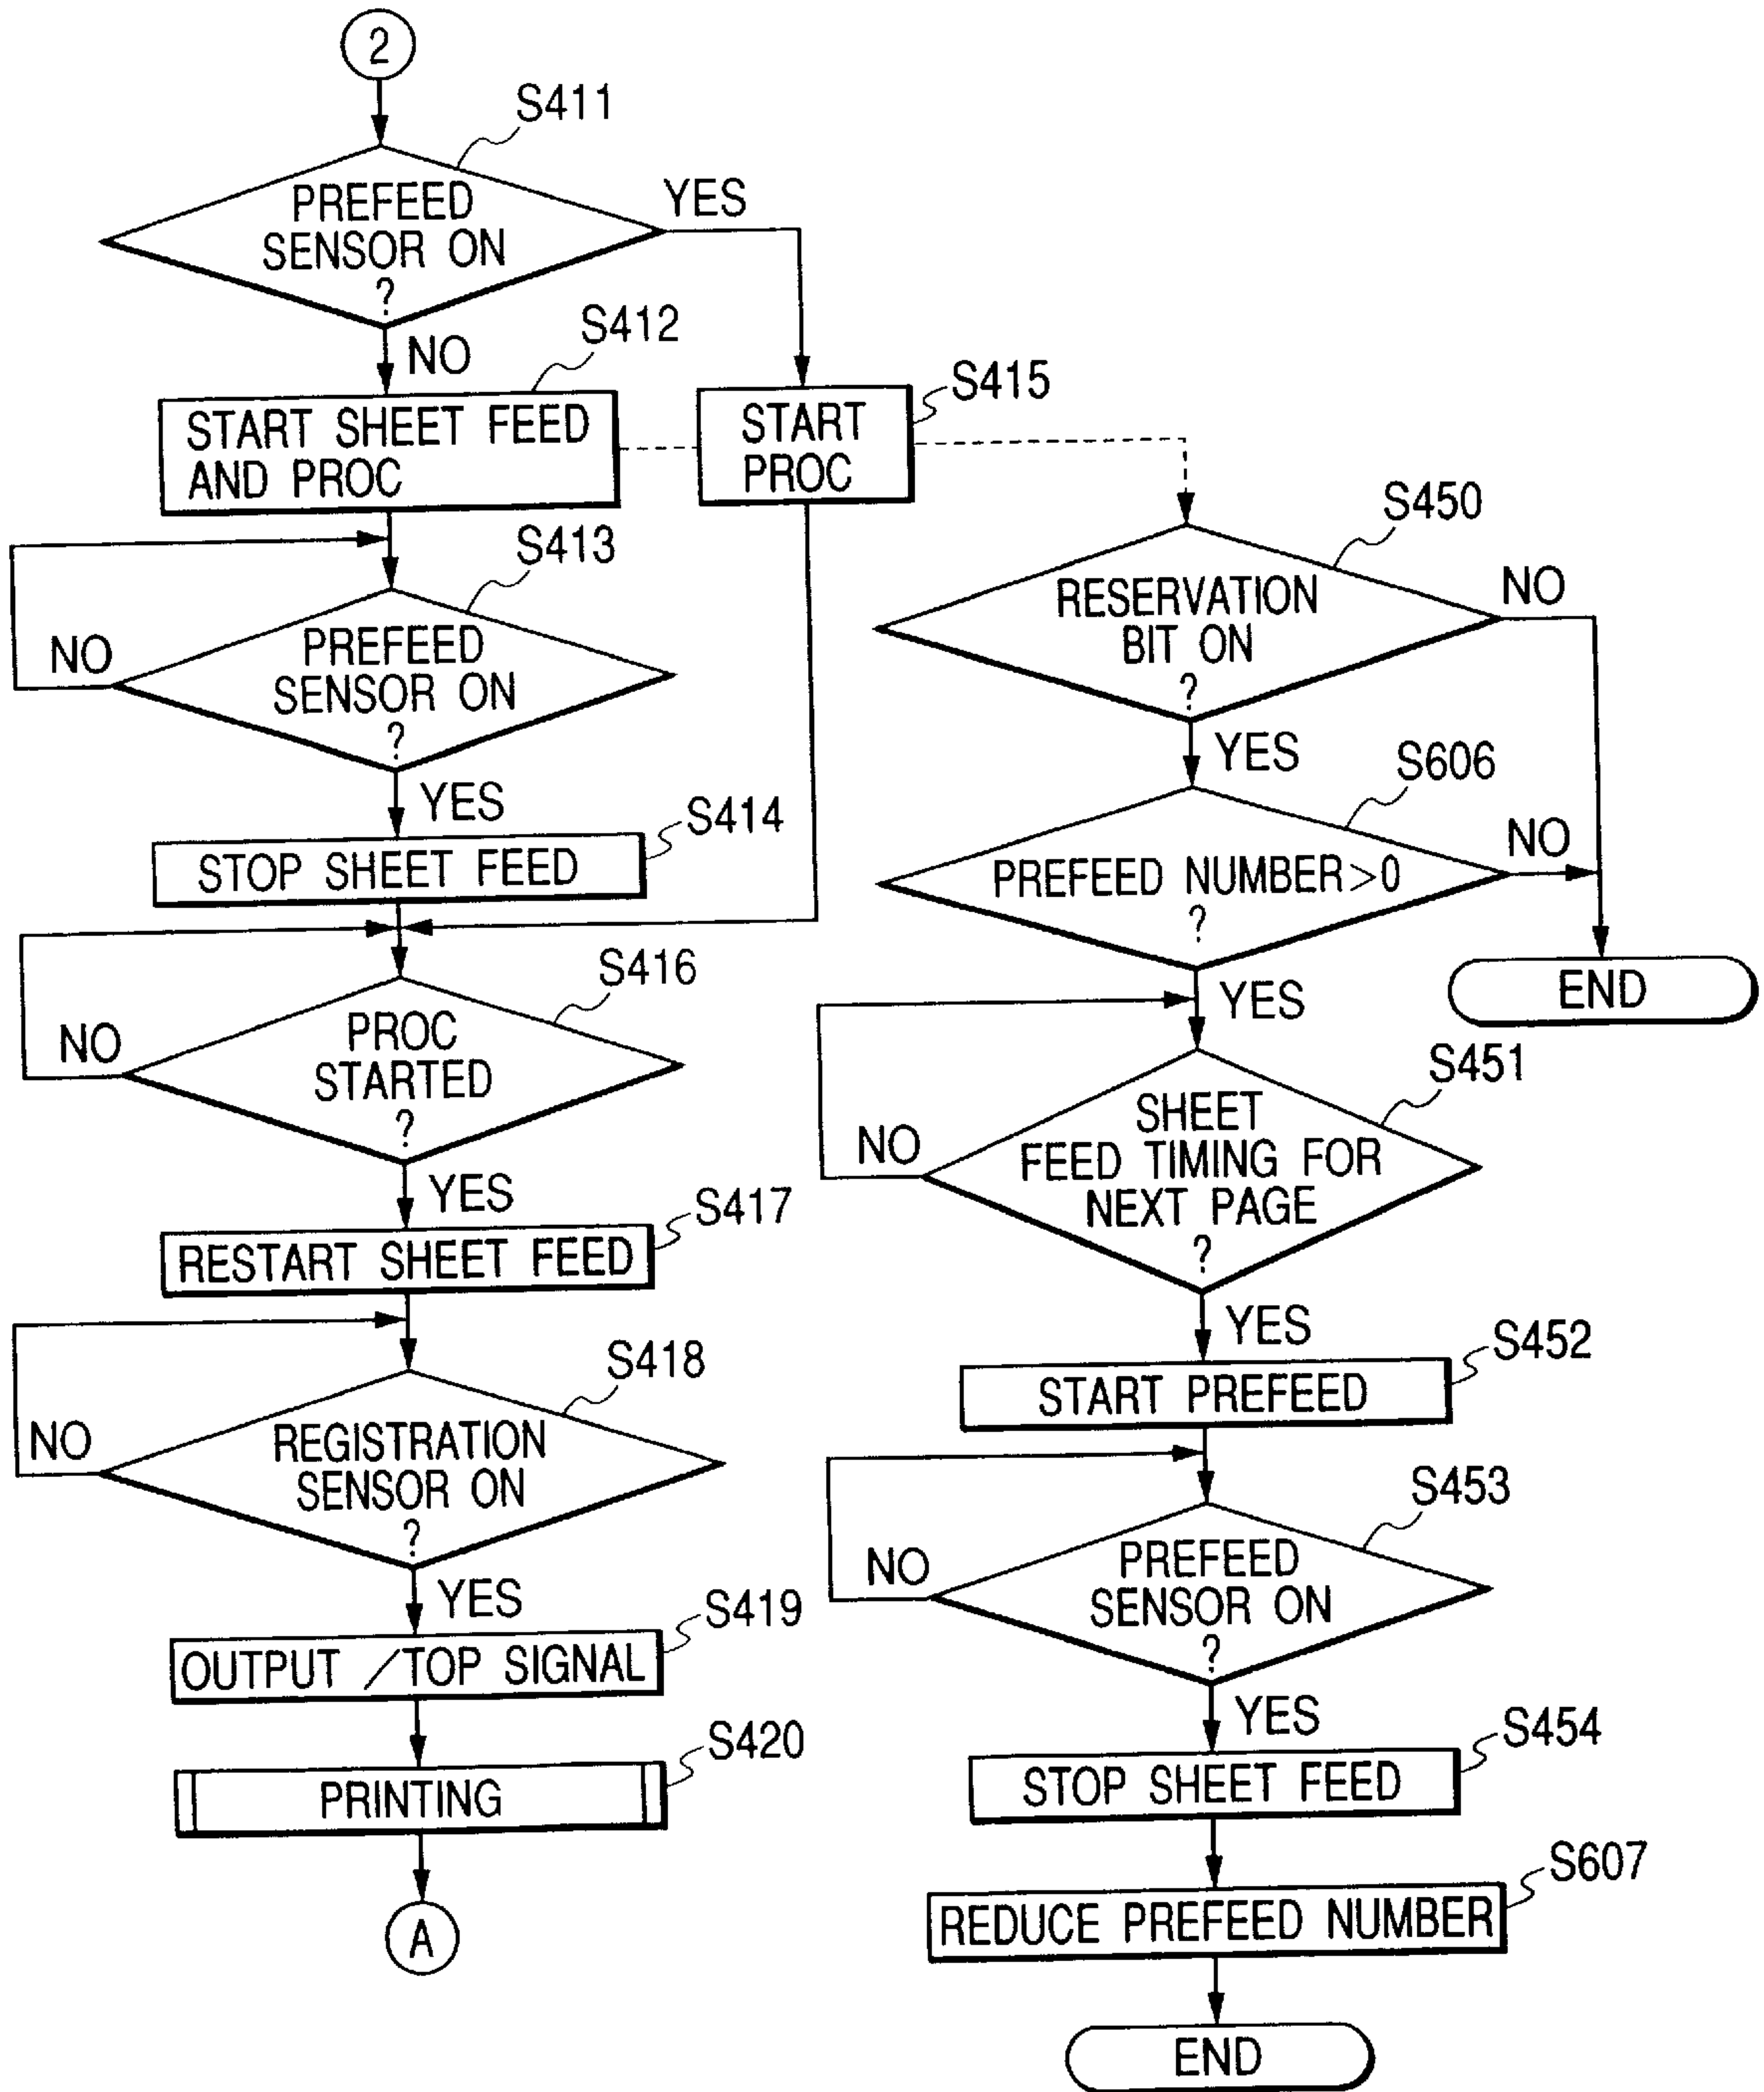 2
S411
PREFEED
SENSOR ON
?
YES
NO
S412
START SHEET FEED
AND PROC
S415
START
PROC
S413
PREFEED
SENSOR ON
?
NO
YES
S414
STOP SHEET FEED
S416
PROC
STARTED
?
NO
YES
S417
RESTART SHEET FEED
S418
REGISTRATION
SENSOR ON
?
NO
YES
S419
OUTPUT /TOP SIGNAL
S420
PRINTING
A
S450
RESERVATION
BIT ON
?
NO
YES
S606
PREFEED NUMBER>0
?
NO
YES
END
S451
SHEET
FEED TIMING FOR
NEXT PAGE
?
NO
YES
S452
START PREFEED
S453
PREFEED
SENSOR ON
?
NO
YES
S454
STOP SHEET FEED
S607
REDUCE PREFEED NUMBER
END